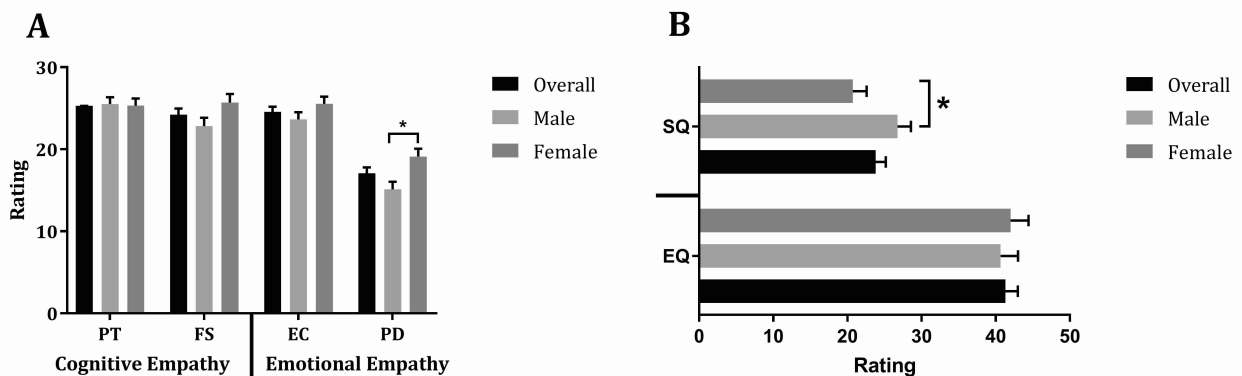 A
30
20
10
0
Rating
PT FS EC PD
Cognitive Empathy Emotional Empathy
*
Overall
Male
Female
B
SQ
EQ
*
0 10 20 30 40 50
Rating
Overall
Male
Female